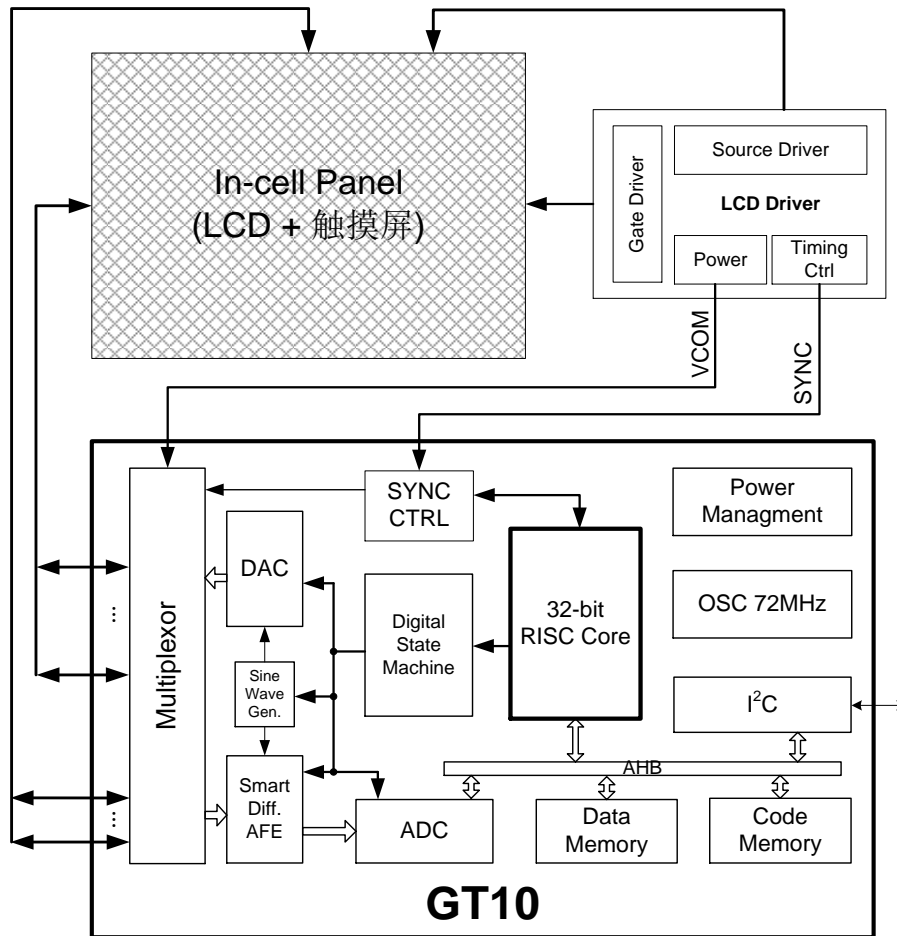 In-cell Panel
(LCD + 触摸屏)
Gate Driver
Source Driver
LCD Driver
Power
Timing
Ctrl
VCOM
SYNC
Multiplexor
SYNC
CTRL
Power
Managment
DAC
Digital
State
Machine
32-bit
RISC Core
OSC 72MHz
Sine
Wave
Gen.
I²C
AHB
Smart
Diff.
AFE
ADC
Data
Memory
Code
Memory
...
...
GT10